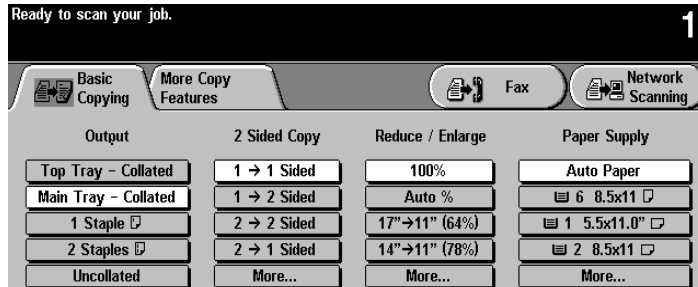 Ready to scan your job.
1
Basic Copying
More Copy Features
Fax
Network Scanning
Output
2 Sided Copy
Reduce / Enlarge
Paper Supply
Top Tray - Collated
1 → 1 Sided
100%
Auto Paper
Main Tray - Collated
1 → 2 Sided
Auto %
6 8.5x11
1 Staple
2 → 2 Sided
17"→11" (64%)
1 5.5x11.0"
2 Staples
2 → 1 Sided
14"→11" (78%)
2 8.5x11
Uncollated
More...
More...
More...